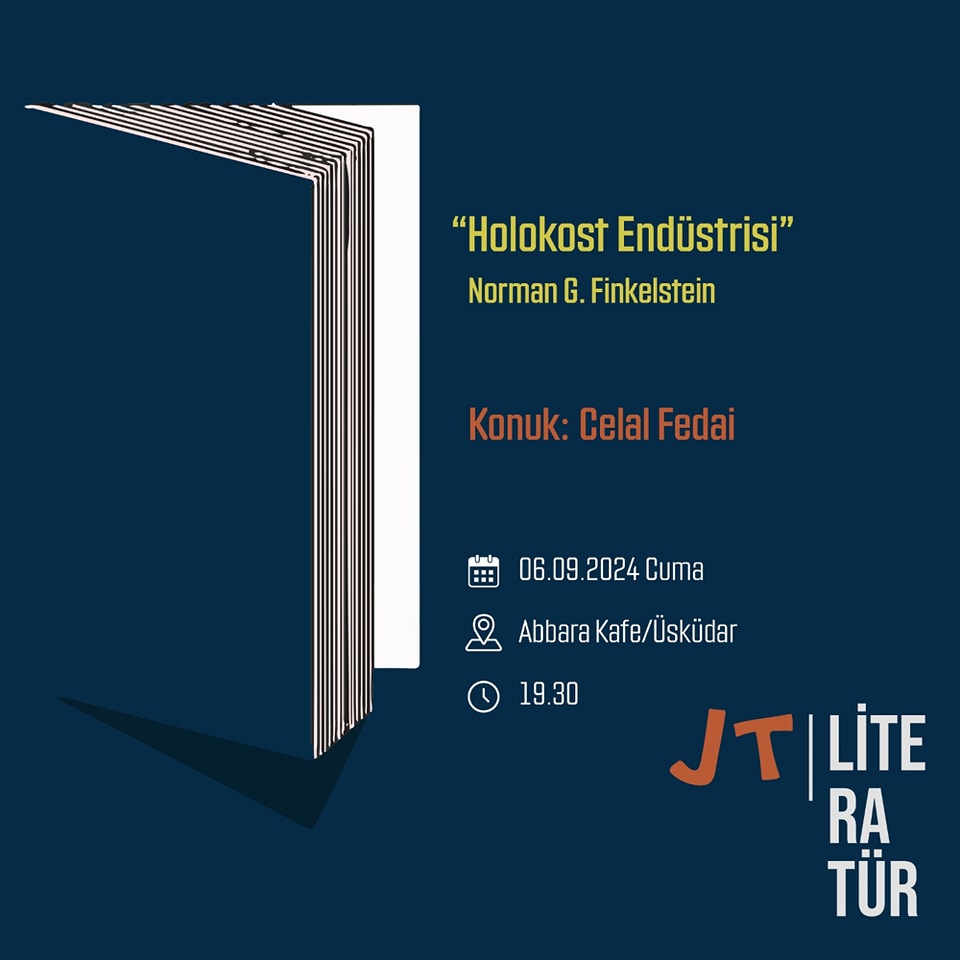 “Holokost Endüstrisi”
Norman G. Finkelstein
Konuk: Celal Fedai
06.09.2024 Cuma
Abbara Kafe/Üsküdar
19.30
JT
LİTE
RA
TÜR